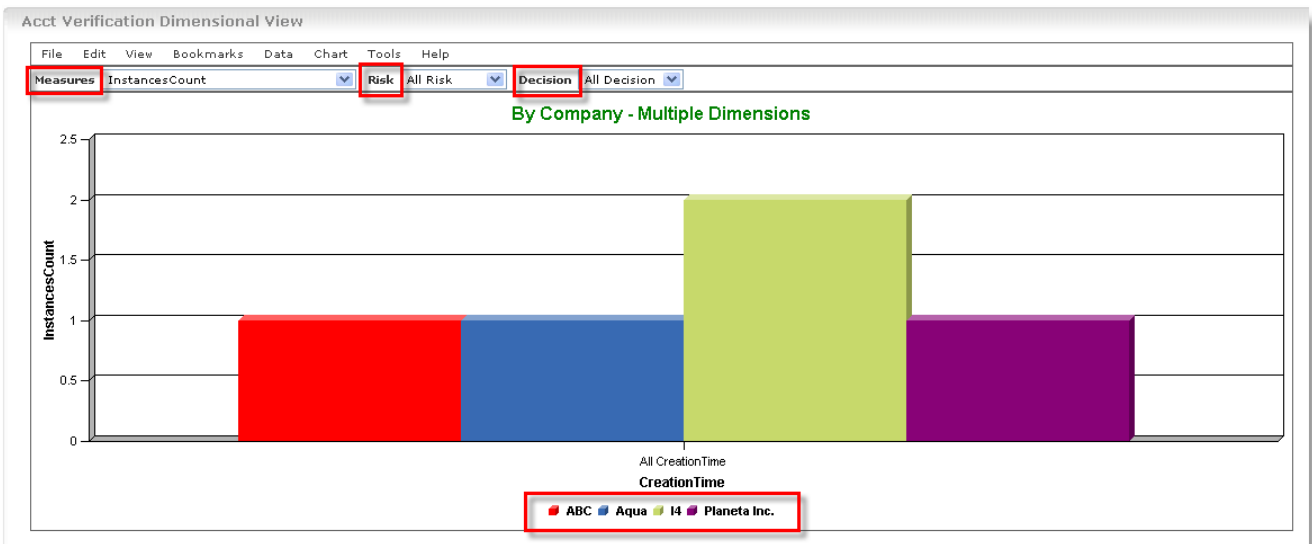 Acct Verification Dimensional View
File Edit View Bookmarks Data Chart Tools Help
Measures InstancesCount Risk All Risk Decision All Decision
By Company - Multiple Dimensions
2.5
2
1.5
1
0.5
0
InstancesCount
All CreationTime
CreationTime
ABC Aqua I4 Planeta Inc.